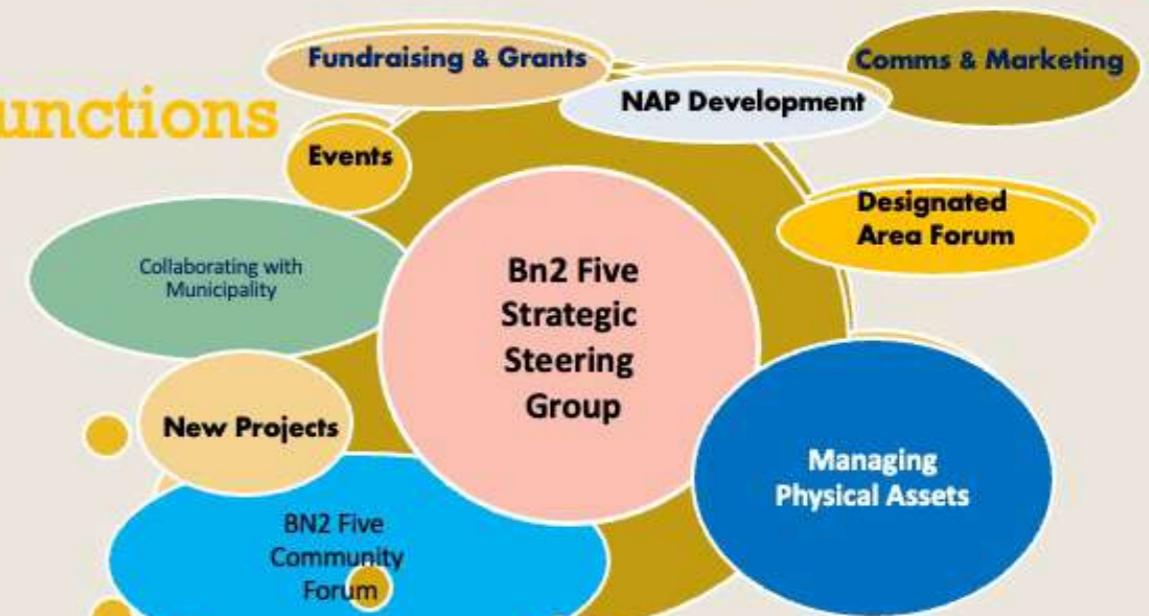 Fundraising & Grants
Comms & Marketing
unctions
NAP Development
Events
Designated
Area Forum
Collaborating with
Municipality
Bn2 Five
Strategic
Steering
Group
New Projects
Managing
Physical Assets
BN2 Five
Community
Forum